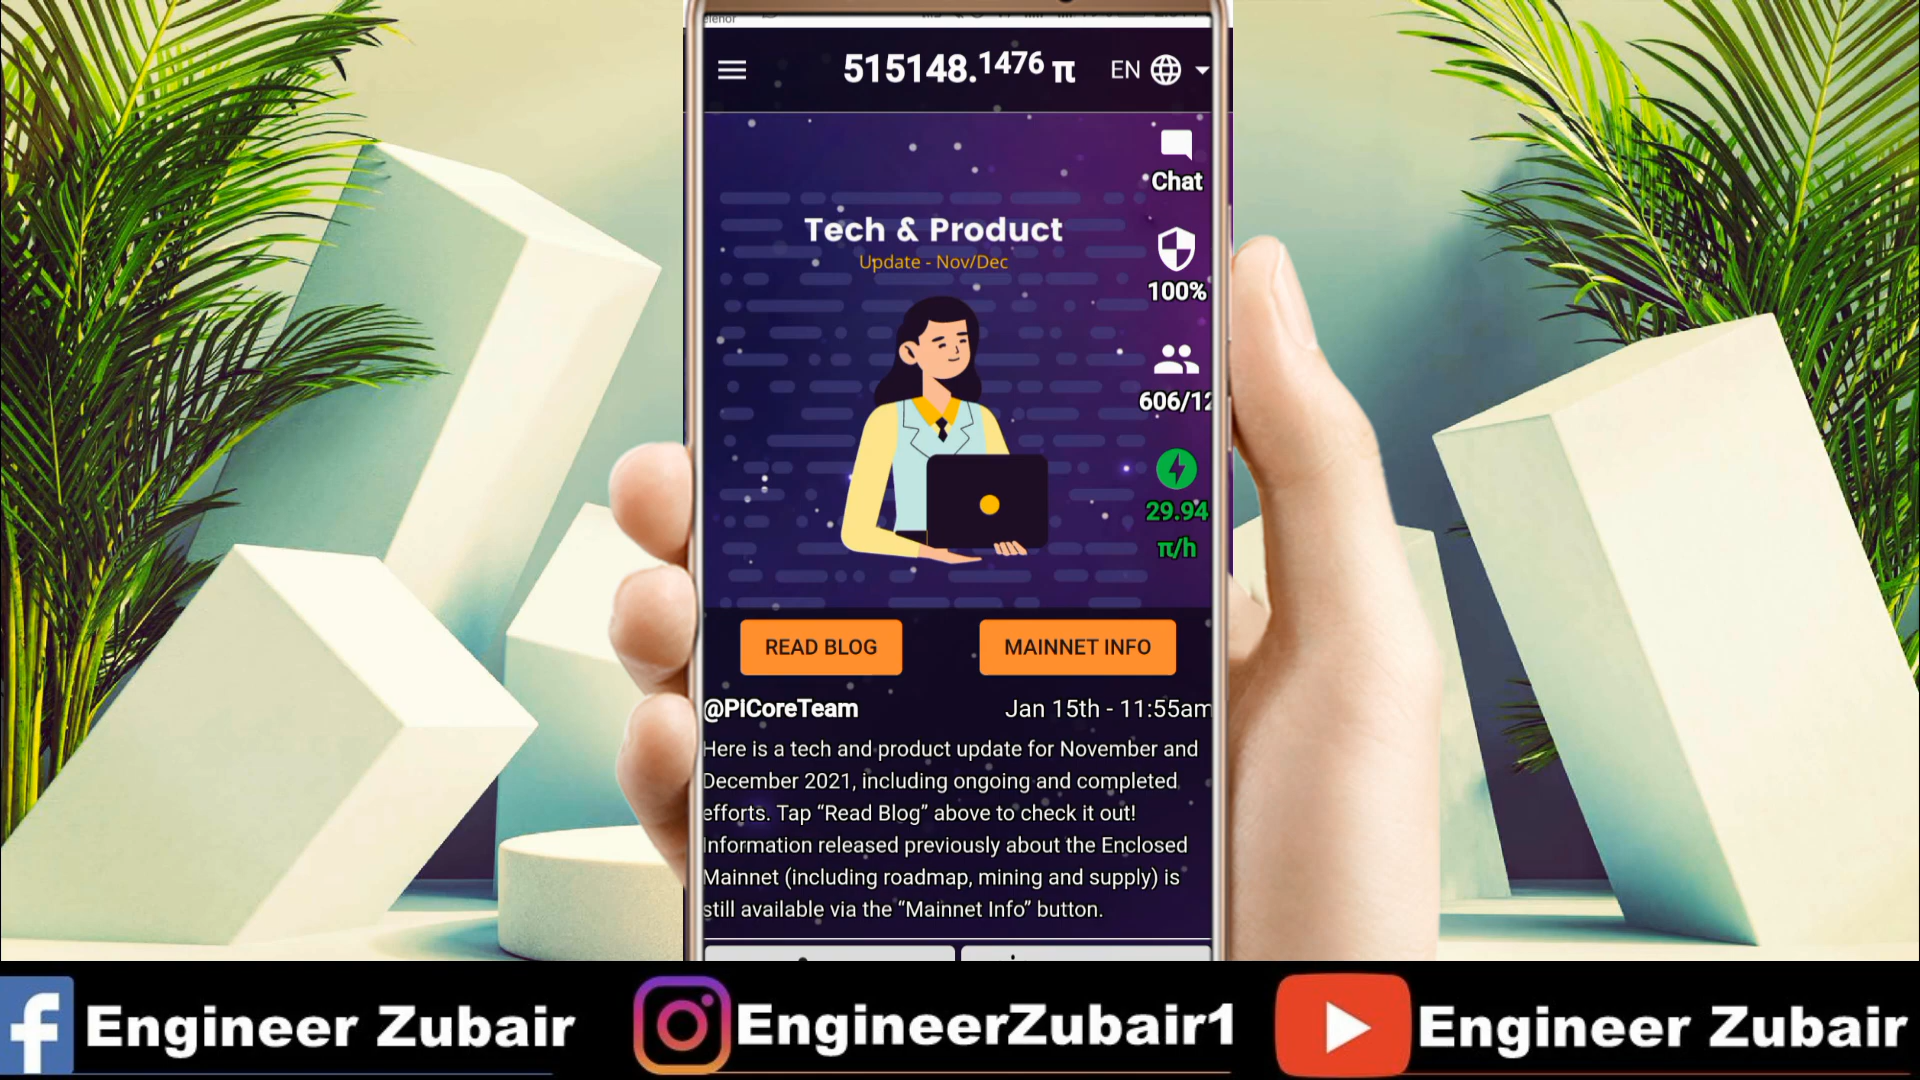 515148.1476 π EN
Chat
Tech & Product
Update - Nov/Dec
100%
606/12
29.94
π/h
READ BLOG MAINNET INFO
@PiCoreTeam Jan 15th - 11:55am
Here is a tech and product update for November and
December 2021, including ongoing and completed
efforts. Tap “Read Blog” above to check it out!
Information released previously about the Enclosed
Mainnet (including roadmap, mining and supply) is
still available via the “Mainnet Info” button.
Engineer Zubair EngineerZubair1 Engineer Zubair